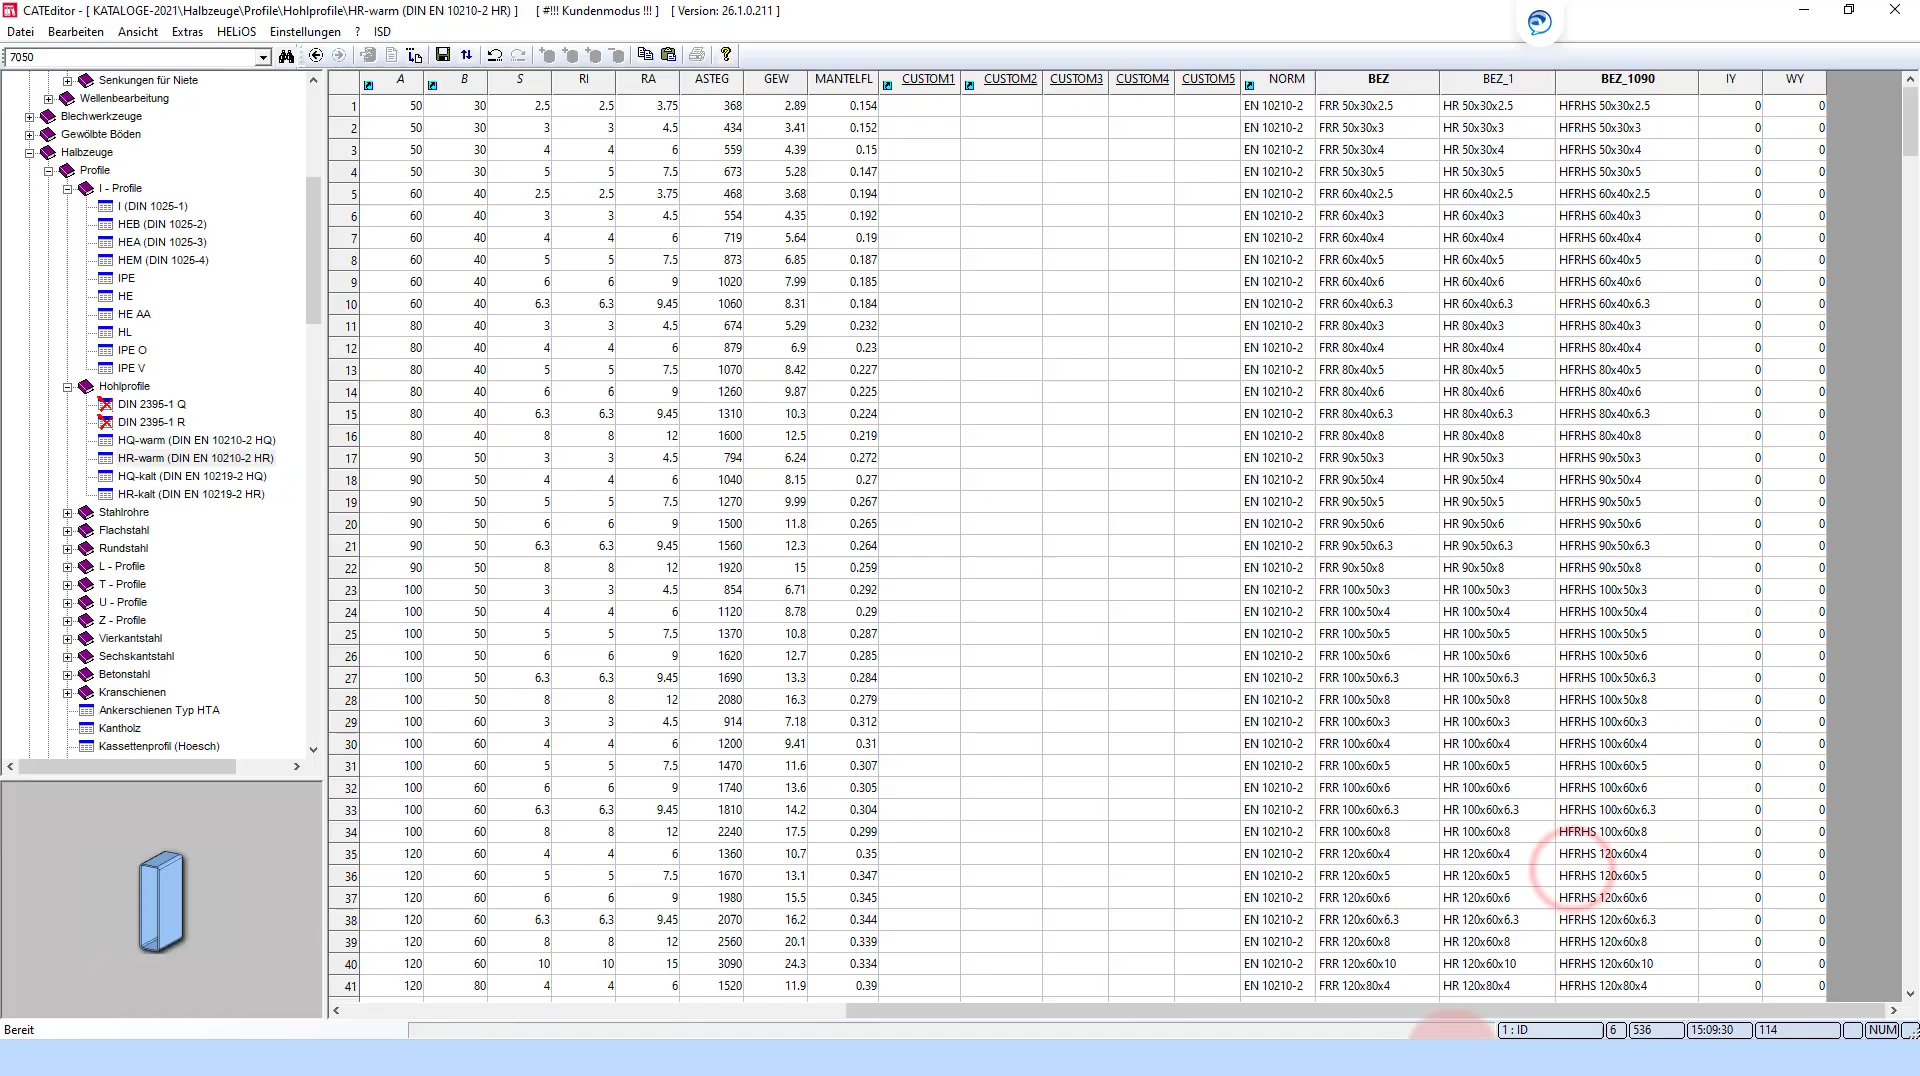 CATEditor - [ KATALOGE-2021\Halbzeuge\Profile\Hohlprofile\HR-warm (DIN EN 10210-2 HR) ] [ #!!! Kundenmodus !!! ] [ Version: 26.1.0.211 ]
Datei Bearbeiten Ansicht Extras HELiOS Einstellungen ? ISD
7050
Senkungen für Niete
Wellenbearbeitung
Blechwerkzeuge
Gewölbte Böden
Halbzeuge
Profile
I - Profile
I (DIN 1025-1)
HEB (DIN 1025-2)
HEA (DIN 1025-3)
HEM (DIN 1025-4)
IPE
HE
HE AA
HL
IPE O
IPE V
Hohlprofile
DIN 2395-1 Q
DIN 2395-1 R
HQ-warm (DIN EN 10210-2 HQ)
HR-warm (DIN EN 10210-2 HR)
HQ-kalt (DIN EN 10219-2 HQ)
HR-kalt (DIN EN 10219-2 HR)
Stahlrohre
Flachstahl
Rundstahl
L - Profile
T - Profile
U - Profile
Z - Profile
Vierkantstahl
Sechskantstahl
Betonstahl
Kranschienen
Ankerschienen Typ HTA
Kantholz
Kassettenprofil (Hoesch)
A B S RI RA ASTEG GEW MANTELFL CUSTOM1 CUSTOM2 CUSTOM3 CUSTOM4 CUSTOM5 NORM BEZ BEZ_1 BEZ_1090 IY WY
1 50 30 2.5 2.5 3.75 368 2.89 0.154 EN 10210-2 FRR 50x30x2.5 HR 50x30x2.5 HFRHS 50x30x2.5 0 0
2 50 30 3 3 4.5 434 3.41 0.152 EN 10210-2 FRR 50x30x3 HR 50x30x3 HFRHS 50x30x3 0 0
3 50 30 4 4 6 559 4.39 0.15 EN 10210-2 FRR 50x30x4 HR 50x30x4 HFRHS 50x30x4 0 0
4 50 30 5 5 7.5 673 5.28 0.147 EN 10210-2 FRR 50x30x5 HR 50x30x5 HFRHS 50x30x5 0 0
5 60 40 2.5 2.5 3.75 468 3.68 0.194 EN 10210-2 FRR 60x40x2.5 HR 60x40x2.5 HFRHS 60x40x2.5 0 0
6 60 40 3 3 4.5 554 4.35 0.192 EN 10210-2 FRR 60x40x3 HR 60x40x3 HFRHS 60x40x3 0 0
7 60 40 4 4 6 719 5.64 0.19 EN 10210-2 FRR 60x40x4 HR 60x40x4 HFRHS 60x40x4 0 0
8 60 40 5 5 7.5 873 6.85 0.187 EN 10210-2 FRR 60x40x5 HR 60x40x5 HFRHS 60x40x5 0 0
9 60 40 6 6 9 1020 7.99 0.185 EN 10210-2 FRR 60x40x6 HR 60x40x6 HFRHS 60x40x6 0 0
10 60 40 6.3 6.3 9.45 1060 8.31 0.184 EN 10210-2 FRR 60x40x6.3 HR 60x40x6.3 HFRHS 60x40x6.3 0 0
11 80 40 3 3 4.5 674 5.29 0.232 EN 10210-2 FRR 80x40x3 HR 80x40x3 HFRHS 80x40x3 0 0
12 80 40 4 4 6 879 6.9 0.23 EN 10210-2 FRR 80x40x4 HR 80x40x4 HFRHS 80x40x4 0 0
13 80 40 5 5 7.5 1070 8.42 0.227 EN 10210-2 FRR 80x40x5 HR 80x40x5 HFRHS 80x40x5 0 0
14 80 40 6 6 9 1260 9.87 0.225 EN 10210-2 FRR 80x40x6 HR 80x40x6 HFRHS 80x40x6 0 0
15 80 40 6.3 6.3 9.45 1310 10.3 0.224 EN 10210-2 FRR 80x40x6.3 HR 80x40x6.3 HFRHS 80x40x6.3 0 0
16 80 40 8 8 12 1600 12.5 0.219 EN 10210-2 FRR 80x40x8 HR 80x40x8 HFRHS 80x40x8 0 0
17 90 50 3 3 4.5 794 6.24 0.272 EN 10210-2 FRR 90x50x3 HR 90x50x3 HFRHS 90x50x3 0 0
18 90 50 4 4 6 1040 8.15 0.27 EN 10210-2 FRR 90x50x4 HR 90x50x4 HFRHS 90x50x4 0 0
19 90 50 5 5 7.5 1270 9.99 0.267 EN 10210-2 FRR 90x50x5 HR 90x50x5 HFRHS 90x50x5 0 0
20 90 50 6 6 9 1500 11.8 0.265 EN 10210-2 FRR 90x50x6 HR 90x50x6 HFRHS 90x50x6 0 0
21 90 50 6.3 6.3 9.45 1560 12.3 0.264 EN 10210-2 FRR 90x50x6.3 HR 90x50x6.3 HFRHS 90x50x6.3 0 0
22 90 50 8 8 12 1920 15 0.259 EN 10210-2 FRR 90x50x8 HR 90x50x8 HFRHS 90x50x8 0 0
23 100 50 3 3 4.5 854 6.71 0.292 EN 10210-2 FRR 100x50x3 HR 100x50x3 HFRHS 100x50x3 0 0
24 100 50 4 4 6 1120 8.78 0.29 EN 10210-2 FRR 100x50x4 HR 100x50x4 HFRHS 100x50x4 0 0
25 100 50 5 5 7.5 1370 10.8 0.287 EN 10210-2 FRR 100x50x5 HR 100x50x5 HFRHS 100x50x5 0 0
26 100 50 6 6 9 1620 12.7 0.285 EN 10210-2 FRR 100x50x6 HR 100x50x6 HFRHS 100x50x6 0 0
27 100 50 6.3 6.3 9.45 1690 13.3 0.284 EN 10210-2 FRR 100x50x6.3 HR 100x50x6.3 HFRHS 100x50x6.3 0 0
28 100 50 8 8 12 2080 16.3 0.279 EN 10210-2 FRR 100x50x8 HR 100x50x8 HFRHS 100x50x8 0 0
29 100 60 3 3 4.5 914 7.18 0.312 EN 10210-2 FRR 100x60x3 HR 100x60x3 HFRHS 100x60x3 0 0
30 100 60 4 4 6 1200 9.41 0.31 EN 10210-2 FRR 100x60x4 HR 100x60x4 HFRHS 100x60x4 0 0
31 100 60 5 5 7.5 1470 11.6 0.307 EN 10210-2 FRR 100x60x5 HR 100x60x5 HFRHS 100x60x5 0 0
32 100 60 6 6 9 1740 13.6 0.305 EN 10210-2 FRR 100x60x6 HR 100x60x6 HFRHS 100x60x6 0 0
33 100 60 6.3 6.3 9.45 1810 14.2 0.304 EN 10210-2 FRR 100x60x6.3 HR 100x60x6.3 HFRHS 100x60x6.3 0 0
34 100 60 8 8 12 2240 17.5 0.299 EN 10210-2 FRR 100x60x8 HR 100x60x8 HFRHS 100x60x8 0 0
35 120 60 4 4 6 1360 10.7 0.35 EN 10210-2 FRR 120x60x4 HR 120x60x4 HFRHS 120x60x4 0 0
36 120 60 5 5 7.5 1670 13.1 0.347 EN 10210-2 FRR 120x60x5 HR 120x60x5 HFRHS 120x60x5 0 0
37 120 60 6 6 9 1980 15.5 0.345 EN 10210-2 FRR 120x60x6 HR 120x60x6 HFRHS 120x60x6 0 0
38 120 60 6.3 6.3 9.45 2070 16.2 0.344 EN 10210-2 FRR 120x60x6.3 HR 120x60x6.3 HFRHS 120x60x6.3 0 0
39 120 60 8 8 12 2560 20.1 0.339 EN 10210-2 FRR 120x60x8 HR 120x60x8 HFRHS 120x60x8 0 0
40 120 60 10 10 15 3090 24.3 0.334 EN 10210-2 FRR 120x60x10 HR 120x60x10 HFRHS 120x60x10 0 0
41 120 80 4 4 6 1520 11.9 0.39 EN 10210-2 FRR 120x80x4 HR 120x80x4 HFRHS 120x80x4 0 0
Bereit 1 : ID 6 536 15:09:30 114 NUM